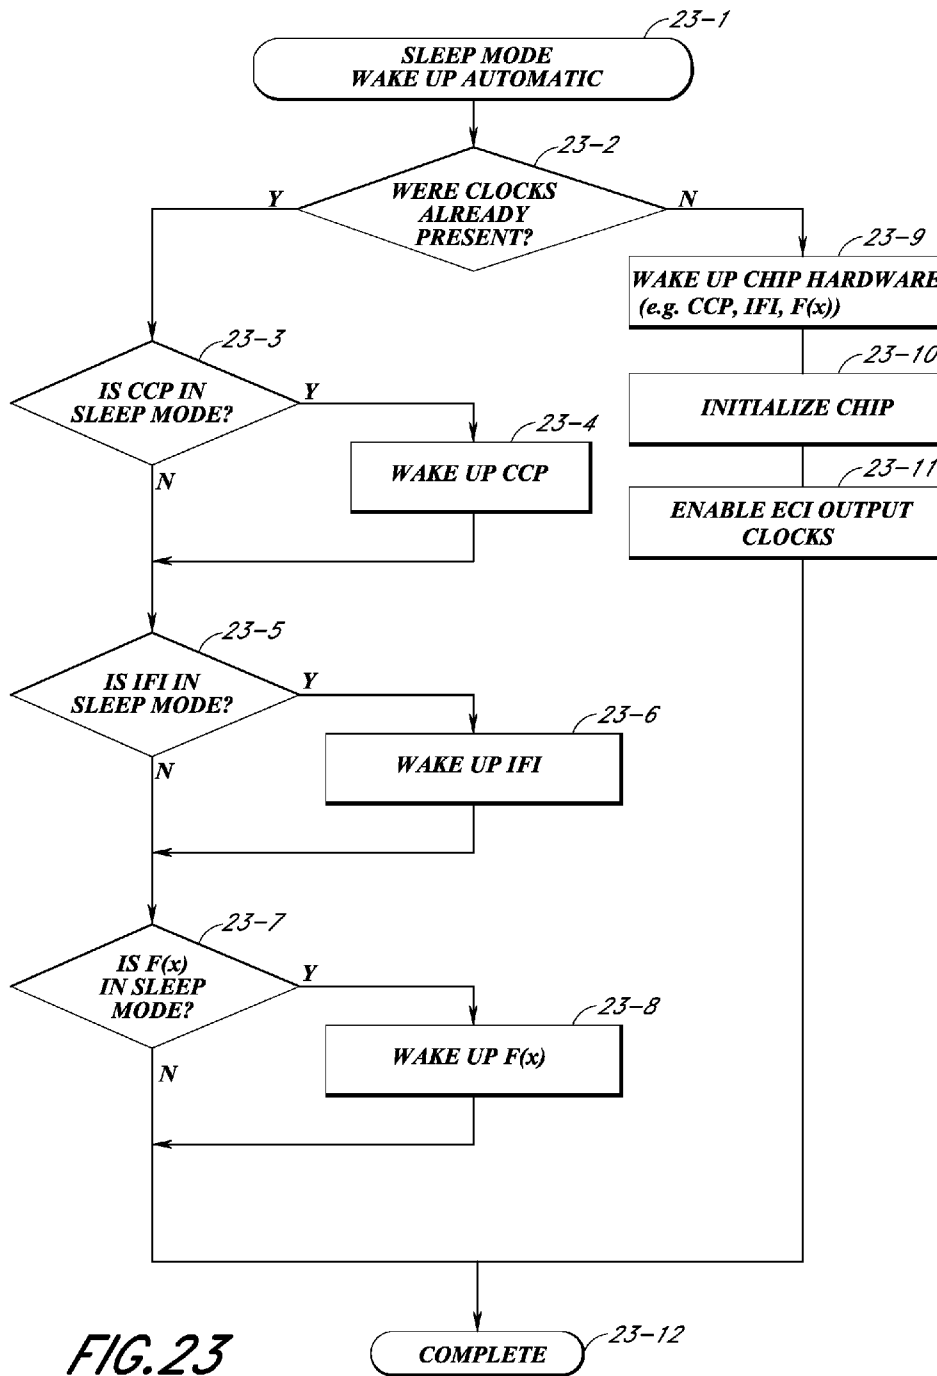 23-1
SLEEP MODE
WAKE UP AUTOMATIC
23-2
WERE CLOCKS
ALREADY
PRESENT?
Y
N
23-9
WAKE UP CHIP HARDWARE
(e.g. CCP, IFI, F(x))
23-3
IS CCP IN
SLEEP MODE?
Y
N
23-10
INITIALIZE CHIP
23-4
WAKE UP CCP
23-11
ENABLE ECI OUTPUT
CLOCKS
23-5
IS IFI IN
SLEEP MODE?
Y
N
23-6
WAKE UP IFI
23-7
IS F(x)
IN SLEEP
MODE?
Y
N
23-8
WAKE UP F(x)
23-12
COMPLETE
FIG.23